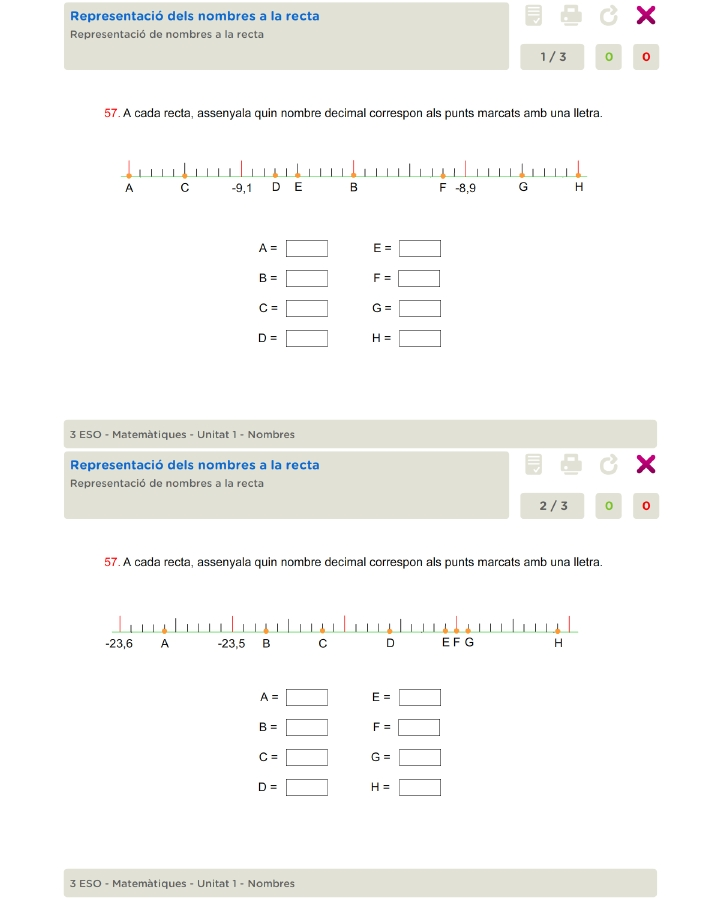 Representació dels nombres a la recta
Representació de nombres a la recta
1 / 3 0 0
57. A cada recta, assenyala quin nombre decimal correspon als punts marcats amb una lletra.
A C -9,1 D E B F -8,9 G H
A = E =
B = F =
C = G =
D = H =
3 ESO - Matemàtiques - Unitat 1 - Nombres
Representació dels nombres a la recta
Representació de nombres a la recta
2 / 3 0 0
57. A cada recta, assenyala quin nombre decimal correspon als punts marcats amb una lletra.
-23,6 A -23,5 B C D E F G H
A = E =
B = F =
C = G =
D = H =
3 ESO - Matemàtiques - Unitat 1 - Nombres